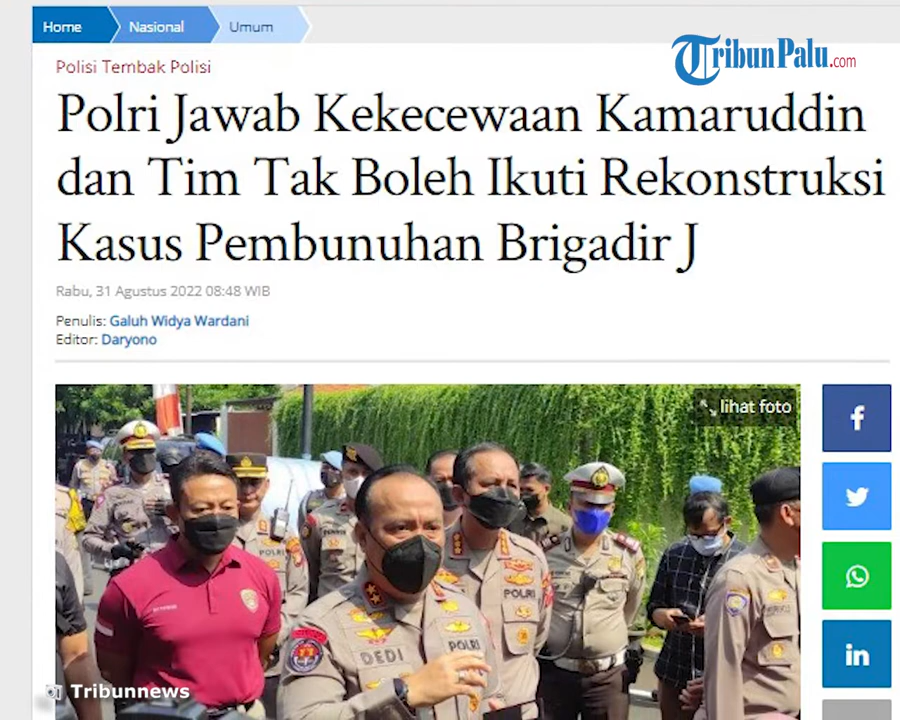 Home Nasional Umum
TribunPalu.com
Polisi Tembak Polisi
Polri Jawab Kekecewaan Kamaruddin
dan Tim Tak Boleh Ikuti Rekonstruksi
Kasus Pembunuhan Brigadir J
Rabu, 31 Agustus 2022 08:48 WIB
Penulis: Galuh Widya Wardani
Editor: Daryono
lihat foto
f
POLRI
POLRI
DEDI
POLRI
in
Tribunnews